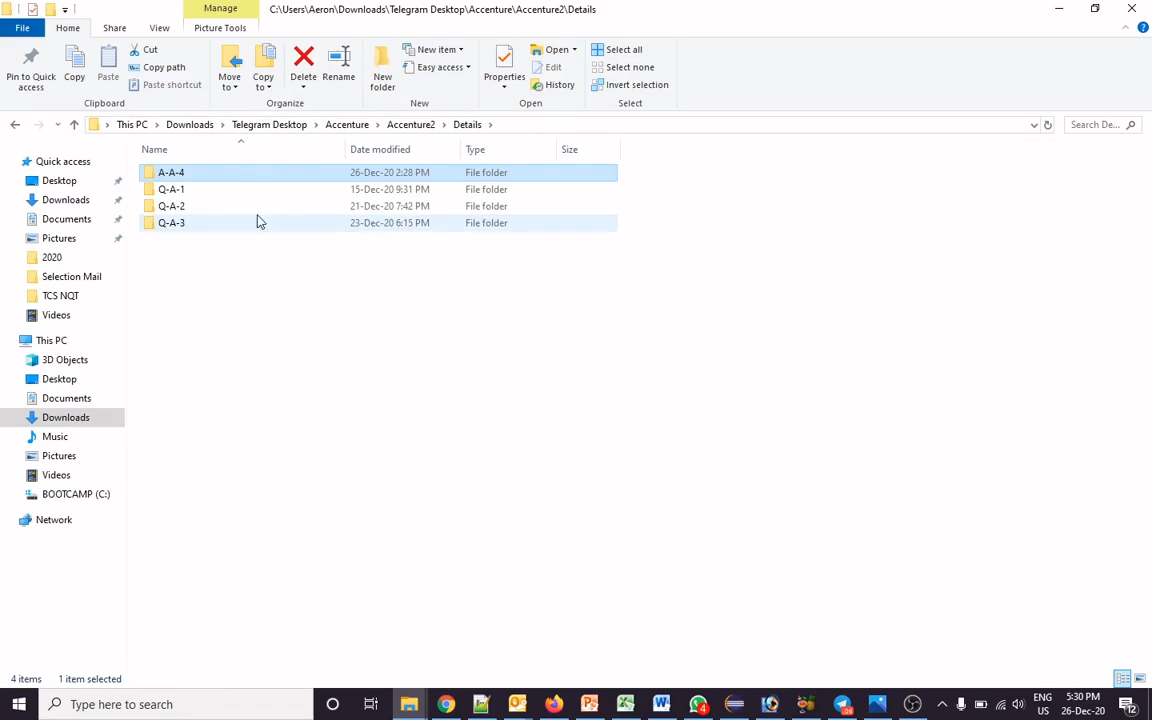 Manage
C:\Users\Aeron\Downloads\Telegram Desktop\Accenture\Accenture2\Details
File Home Share View Picture Tools
Pin to Quick access
Copy
Paste
Cut
Copy path
Paste shortcut
Clipboard
Move to
Copy to
Delete
Rename
Organize
New folder
New item
Easy access
New
Properties
Open
Edit
History
Open
Select all
Select none
Invert selection
Select
This PC > Downloads > Telegram Desktop > Accenture > Accenture2 > Details >
Search De...
Name Date modified Type Size
A-A-4 26-Dec-20 2:28 PM File folder
Q-A-1 15-Dec-20 9:31 PM File folder
Q-A-2 21-Dec-20 7:42 PM File folder
Q-A-3 23-Dec-20 6:15 PM File folder
Quick access
Desktop
Downloads
Documents
Pictures
2020
Selection Mail
TCS NQT
Videos
This PC
3D Objects
Desktop
Documents
Downloads
Music
Pictures
Videos
BOOTCAMP (C:)
Network
4 items 1 item selected
Type here to search
ENG
US
5:30 PM
26-Dec-20